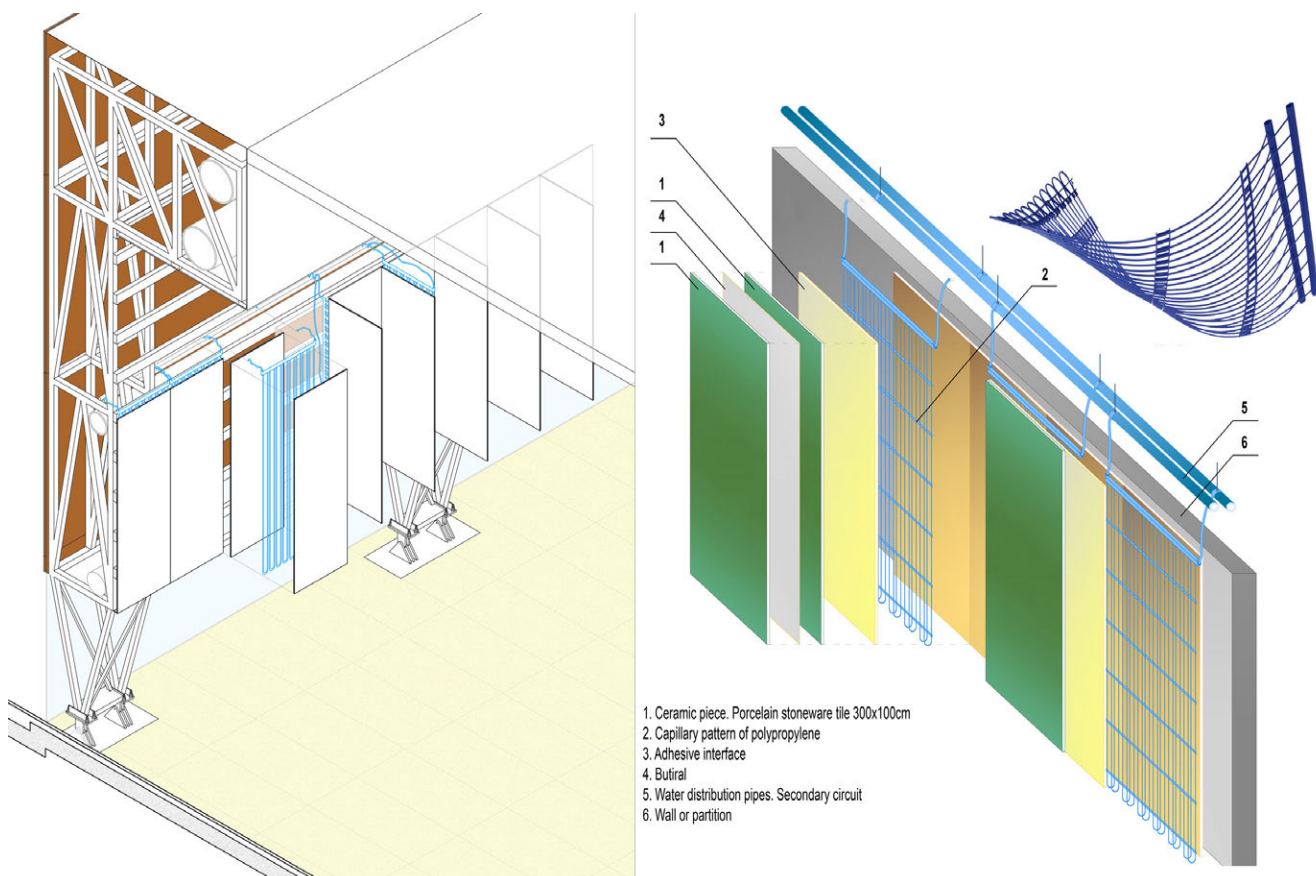 3
1
4
1
2
5
6
1. Ceramic piece. Porcelain stoneware tile 300x100cm
2. Capillary pattern of polypropylene
3. Adhesive interface
4. Butiral
5. Water distribution pipes. Secondary circuit
6. Wall or partition